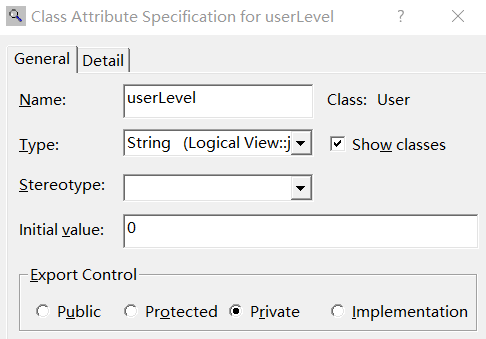 Class Attribute Specification for userLevel ? ×
General Detail
Name: userLevel Class: User
Type: String (Logical View::j Show classes
Stereotype:
Initial value: 0
Export Control
Public Protected Private Implementation